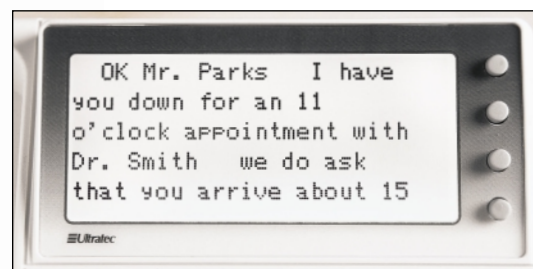 OK Mr. Parks   I have
you down for an 11
o'clock appointment with
Dr. Smith   we do ask
that you arrive about 15
Ultratec